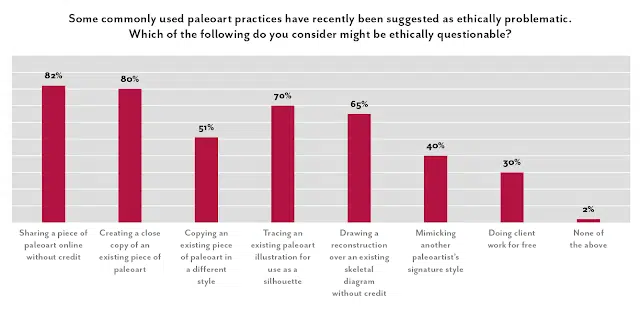 Some commonly used paleoart practices have recently been suggested as ethically problematic.
Which of the following do you consider might be ethically questionable?
82%
80%
51%
70%
65%
40%
30%
2%
Sharing a piece of
paleoart online
without credit
Creating a close
copy of an
existing piece of
paleoart
Copying an
existing piece
of paleoart in
a different
style
Tracing an
existing paleoart
illustration for
use as a
silhouette
Drawing a
reconstruction
over an existing
skeletal
diagram
without credit
Mimicking
another
paleoartist's
signature style
Doing client
work for free
None of
the above